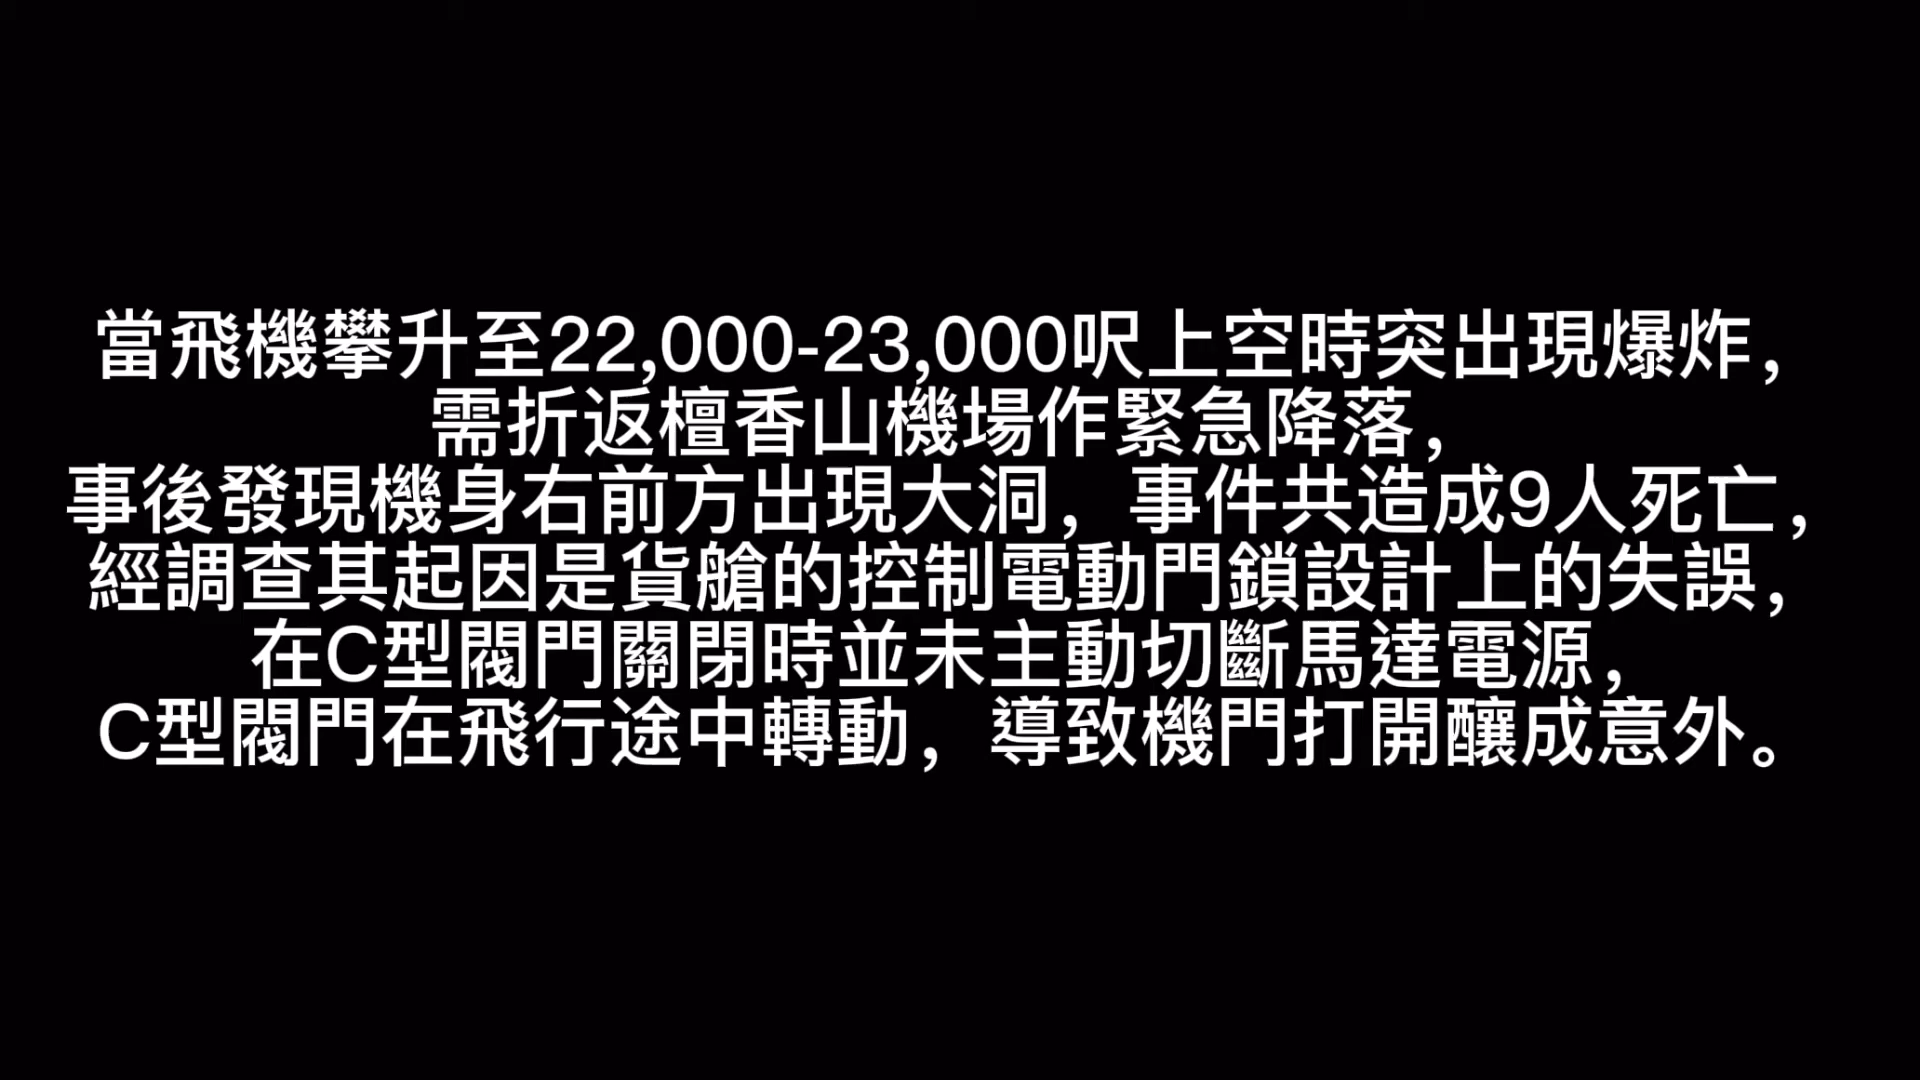 當飛機攀升至22,000-23,000呎上空時突出現爆炸，
需折返檀香山機場作緊急降落，
事後發現機身右前方出現大洞，事件共造成9人死亡，
經調查其起因是貨艙的控制電動門鎖設計上的失誤，
在C型閥門關閉時並未主動切斷馬達電源，
C型閥門在飛行途中轉動，導致機門打開釀成意外。